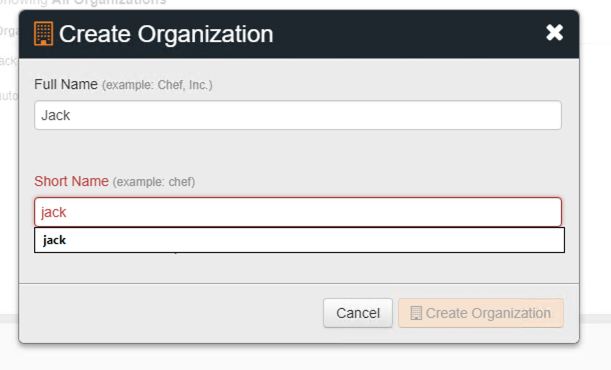 All Organizations
Create Organization
Full Name (example: Chef, Inc.)
Jack
Short Name (example: chef)
jack
jack
Cancel
Create Organization